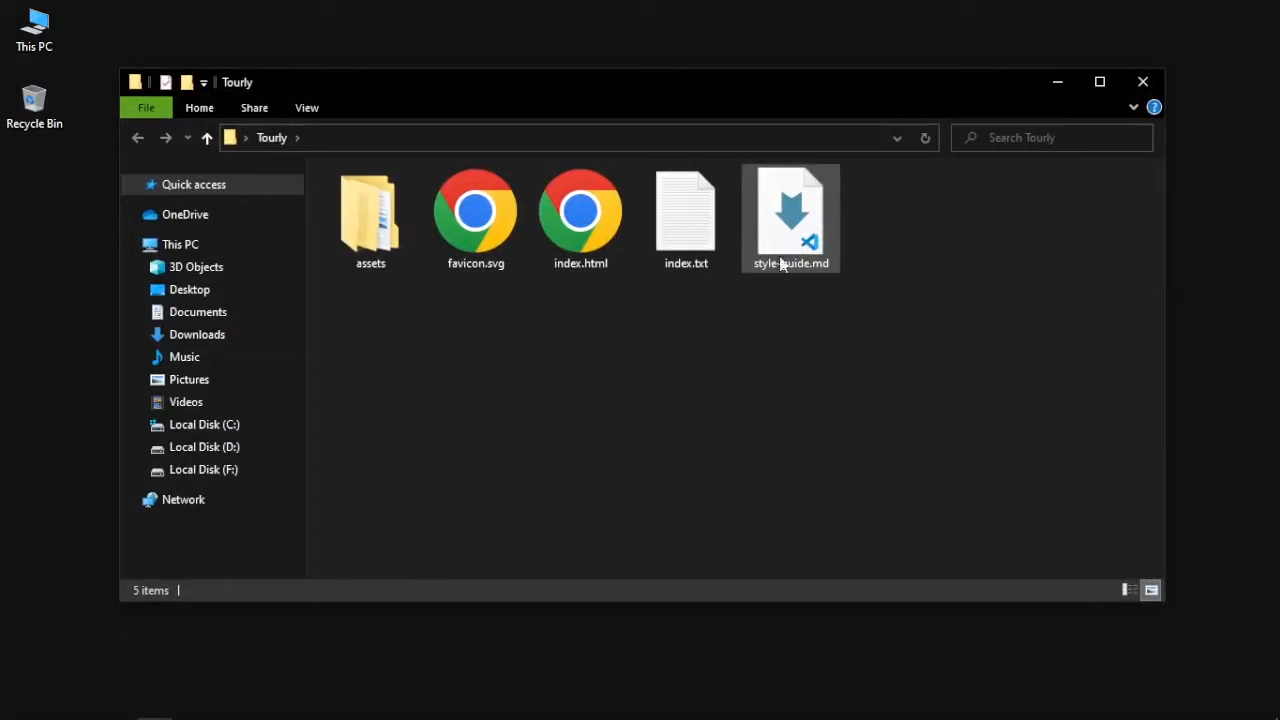 This PC
Recycle Bin
Tourly
File
Home
Share
View
Tourly
Search Tourly
Quick access
OneDrive
This PC
3D Objects
Desktop
Documents
Downloads
Music
Pictures
Videos
Local Disk (C:)
Local Disk (D:)
Local Disk (F:)
Network
assets
favicon.svg
index.html
index.txt
style-guide.md
5 items